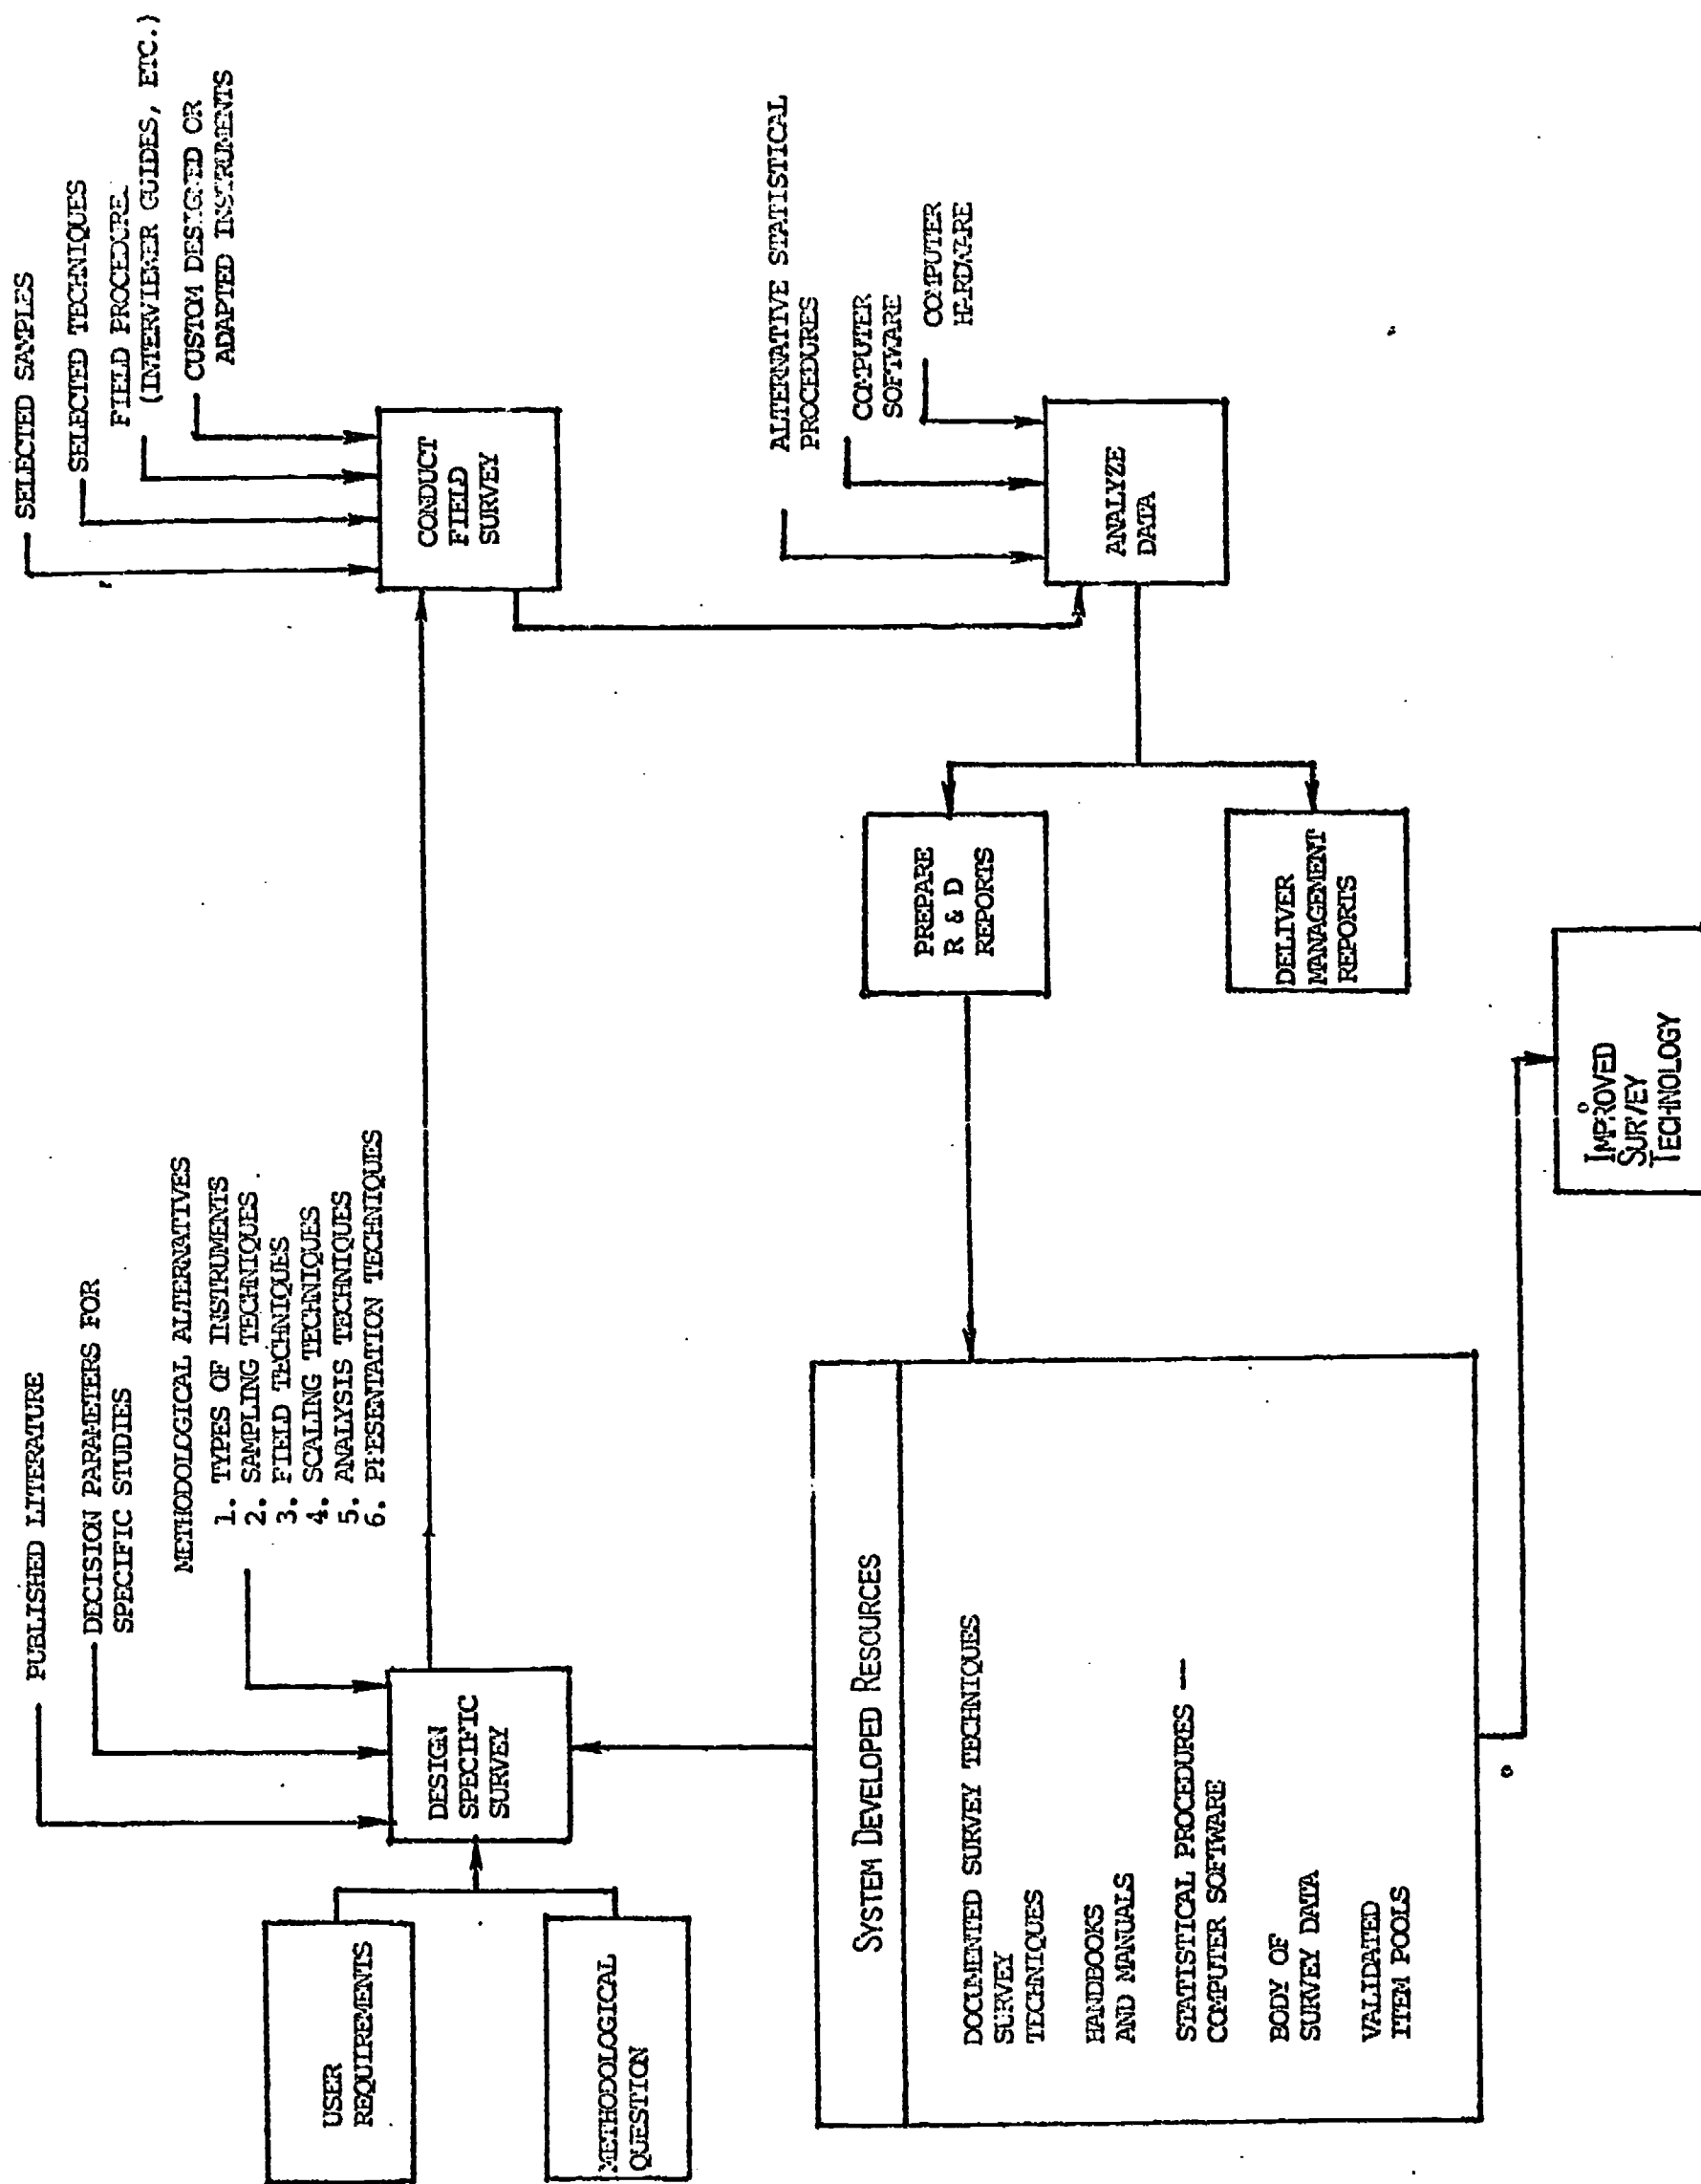 PUBLISHED LITERATURE
DECISION PARAMETERS FOR
SPECIFIC STUDIES
METHODOLOGICAL ALTERNATIVES
1. TYPES OF INSTRUMENTS
2. SAMPLING TECHNIQUES
3. FIELD TECHNIQUES
4. SCALING TECHNIQUES
5. ANALYSIS TECHNIQUES
6. PRESENTATION TECHNIQUES
SELECTED SAMPLES
SELECTED TECHNIQUES
FIELD PROCEDURE
(INTERVIEWER GUIDES, ETC.)
CUSTOM DESIGNED OR
ADAPTED INSTRUMENTS
USER
REQUIREMENTS
METHODOLOGICAL
QUESTION
DESIGN
SPECIFIC
SURVEY
CONDUCT
FIELD
SURVEY
ALTERNATIVE STATISTICAL
PROCEDURES
COMPUTER
SOFTWARE
COMPUTER
HARDWARE
ANALYZE
DATA
PREPARE
R & D
REPORTS
DELIVER
MANAGEMENT
REPORTS
SYSTEM DEVELOPED RESOURCES
DOCUMENTED SURVEY TECHNIQUES
SURVEY
TECHNIQUES
HANDBOOKS
AND MANUALS
STATISTICAL PROCEDURES —
COMPUTER SOFTWARE
BODY OF
SURVEY DATA
VALIDATED
ITEM POOLS
IMPROVED
SURVEY
TECHNOLOGY